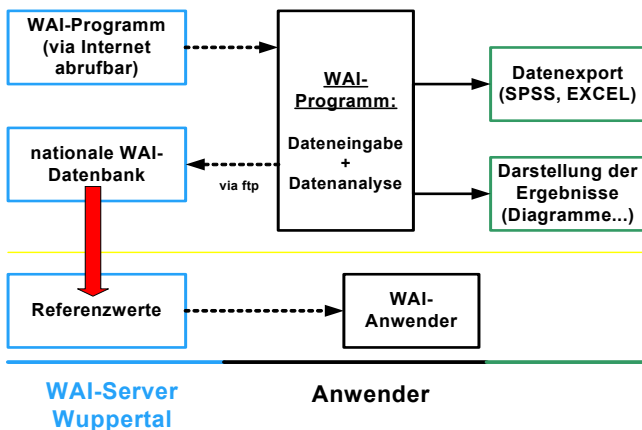 WAI-Programm
(via Internet
abrufbar)
WAI-
Programm:
Dateneingabe
+
Datenanalyse
Datenexport
(SPSS, EXCEL)
nationale WAI-
Datenbank
via ftp
Darstellung der
Ergebnisse
(Diagramme...)
Referenzwerte
WAI-
Anwender
WAI-Server
Wuppertal
Anwender